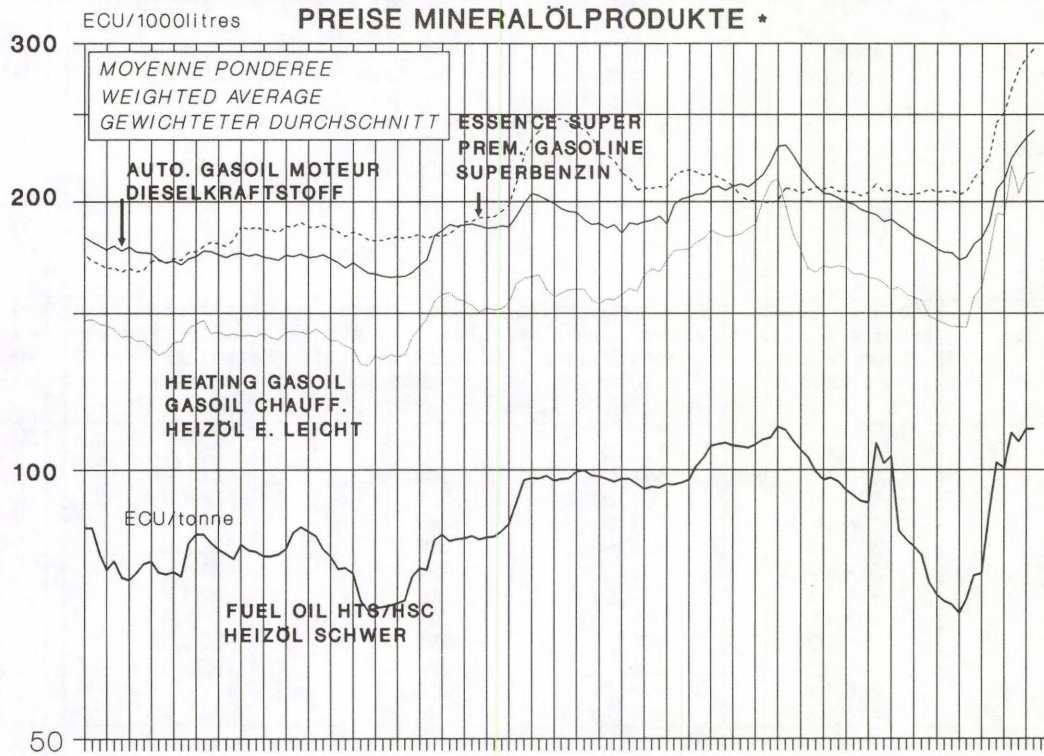 ECU/1000litres
PREISE MINERALÖLPRODUKTE *
300
MOYENNE PONDEREE
WEIGHTED AVERAGE
GEWICHTETER DURCHSCHNITT
ESSENCE SUPER
PREM. GASOLINE
SUPERBENZIN
AUTO. GASOIL MOTEUR
DIESELKRAFTSTOFF
200
HEATING GASOIL
GASOIL CHAUFF.
HEIZÖL E. LEICHT
100
ECU/tonne
FUEL OIL HTS/HSC
HEIZÖL SCHWER
50